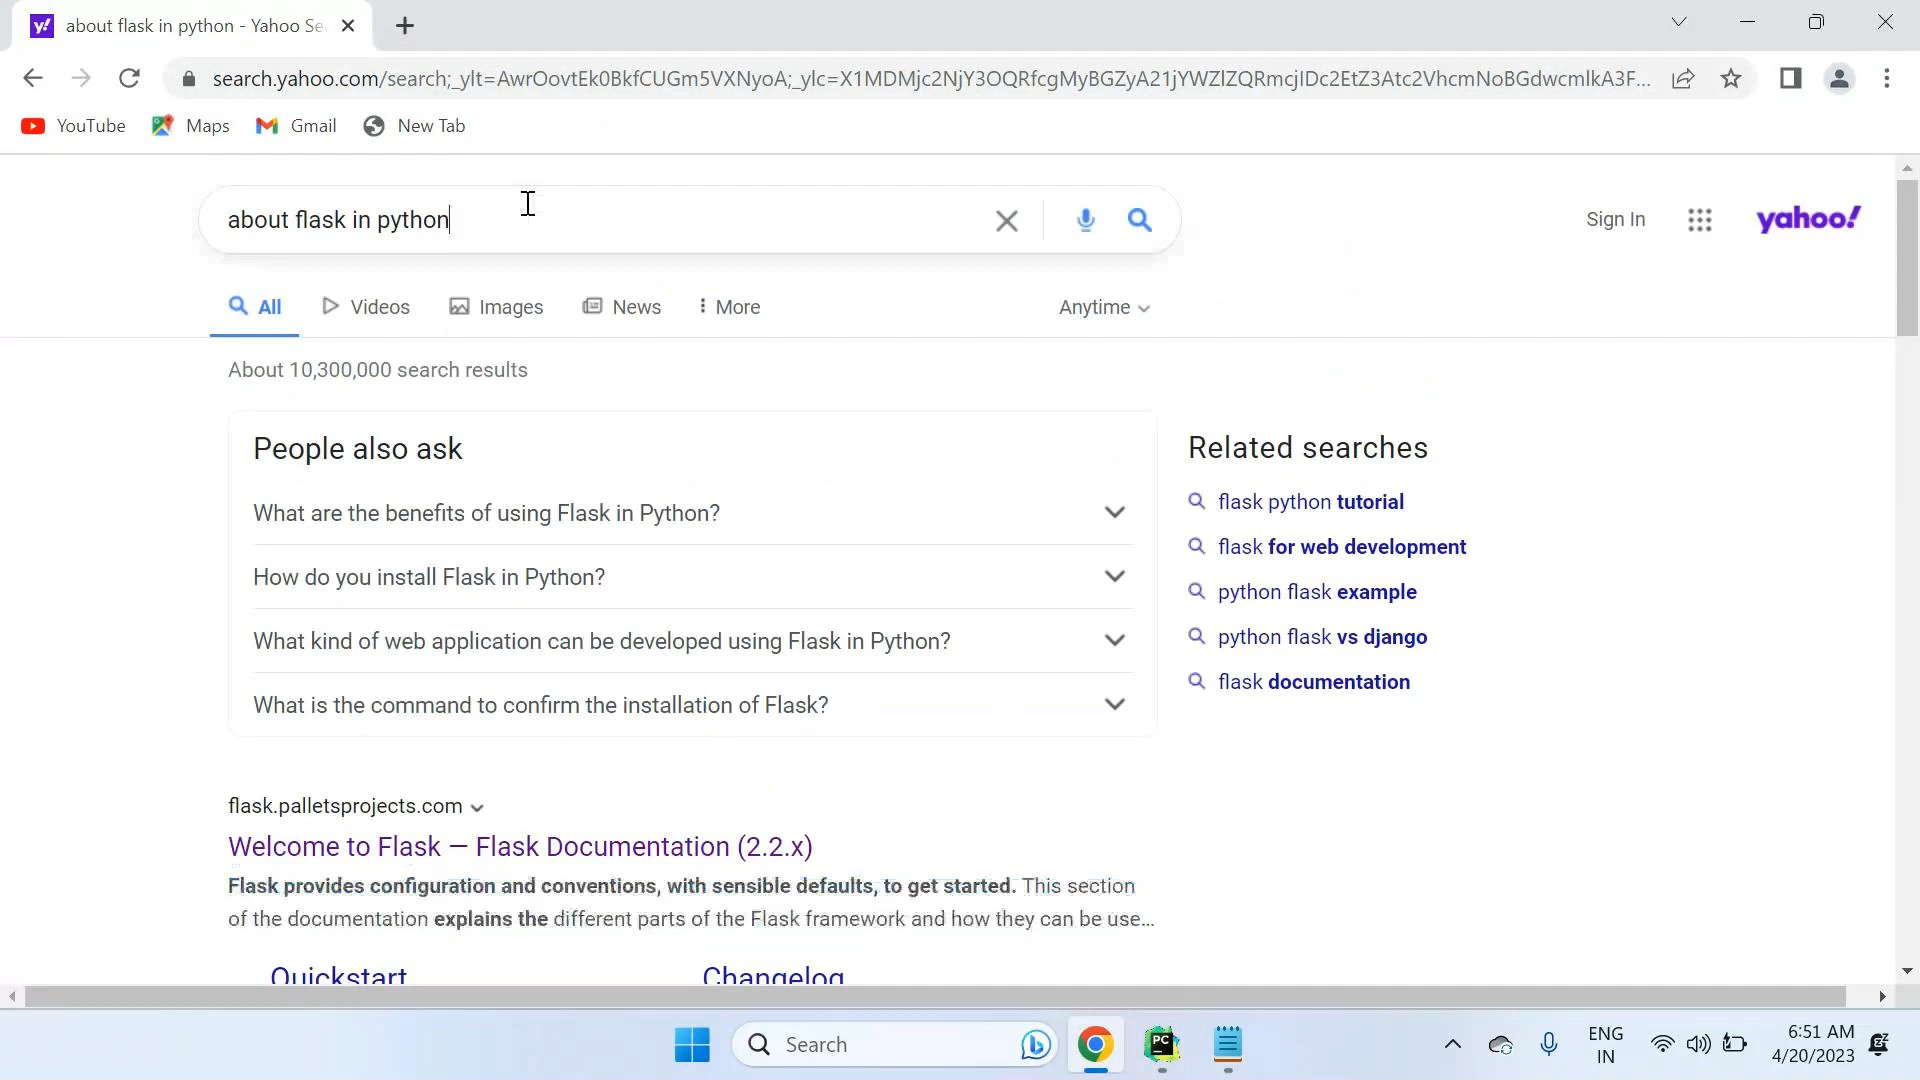 about flask in python - Yahoo Se
search.yahoo.com/search;_ylt=AwrOovtEk0BkfCUGm5VXNyoA;_ylc=X1MDMjc2NjY3OQRfcgMyBGZyA21jYWZlZQRmcjIDc2EtZ3Atc2VhcmNoBGdwcmlkA3F...
YouTube
Maps
Gmail
New Tab
about flask in python
Sign In
yahoo!
All
Videos
Images
News
More
Anytime
About 10,300,000 search results
People also ask
What are the benefits of using Flask in Python?
How do you install Flask in Python?
What kind of web application can be developed using Flask in Python?
What is the command to confirm the installation of Flask?
Related searches
flask python tutorial
flask for web development
python flask example
python flask vs django
flask documentation
flask.palletsprojects.com
Welcome to Flask — Flask Documentation (2.2.x)
Flask provides configuration and conventions, with sensible defaults, to get started. This section
of the documentation explains the different parts of the Flask framework and how they can be use...
Quickstart
Changelog
Search
PC
ENG
IN
6:51 AM
4/20/2023